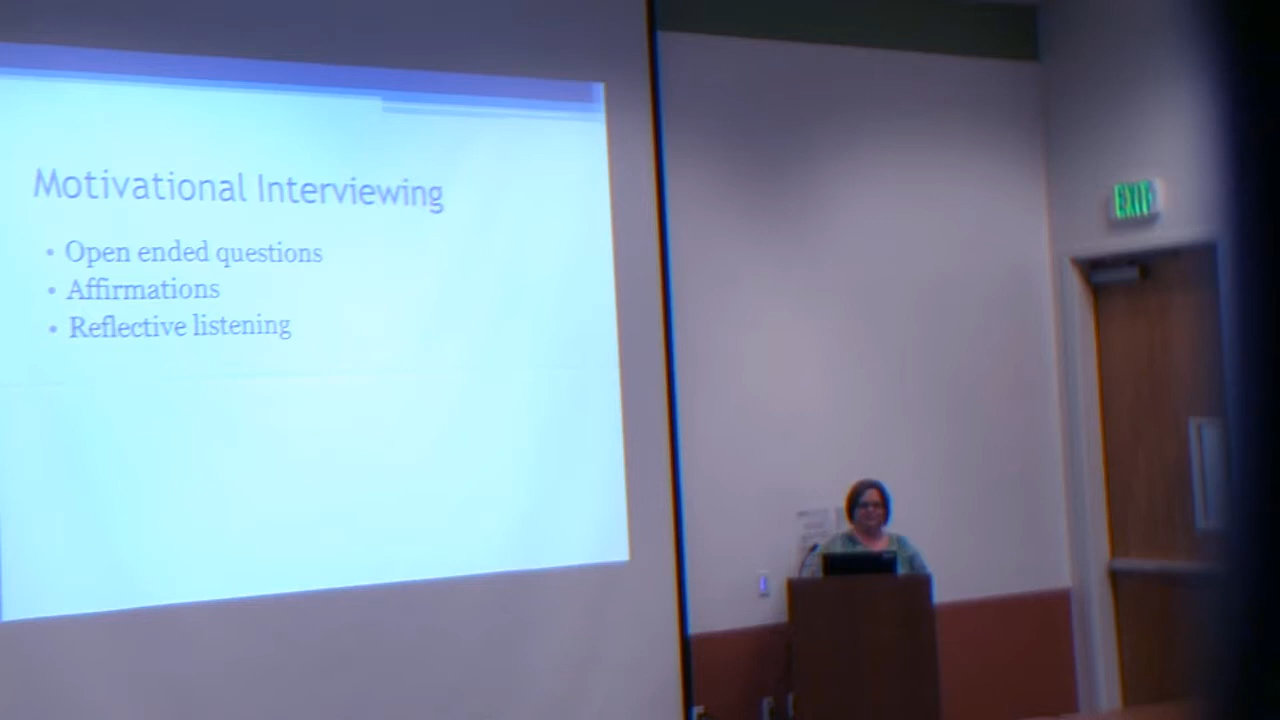 Motivational Interviewing
• Open ended questions
• Affirmations
• Reflective listening
EXIT